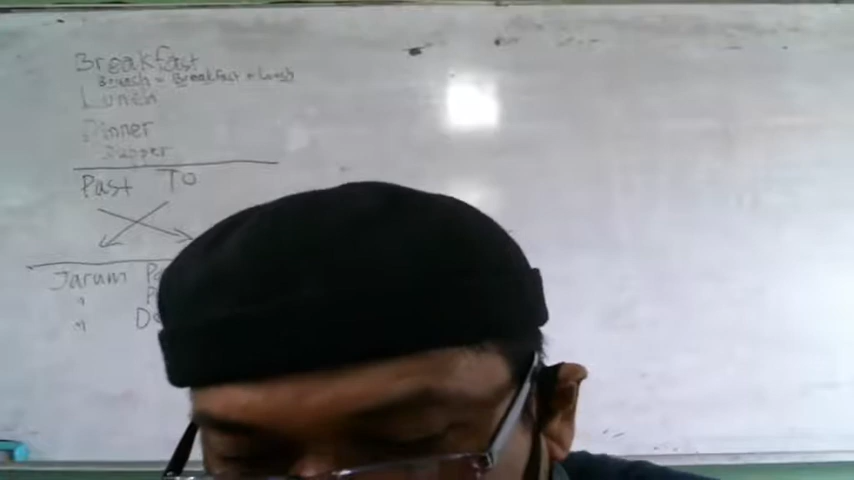 Breakfast
Brunch = Breakfast + Lunch
Lunch
Dinner
Supper
Past To
Jarum
"
"